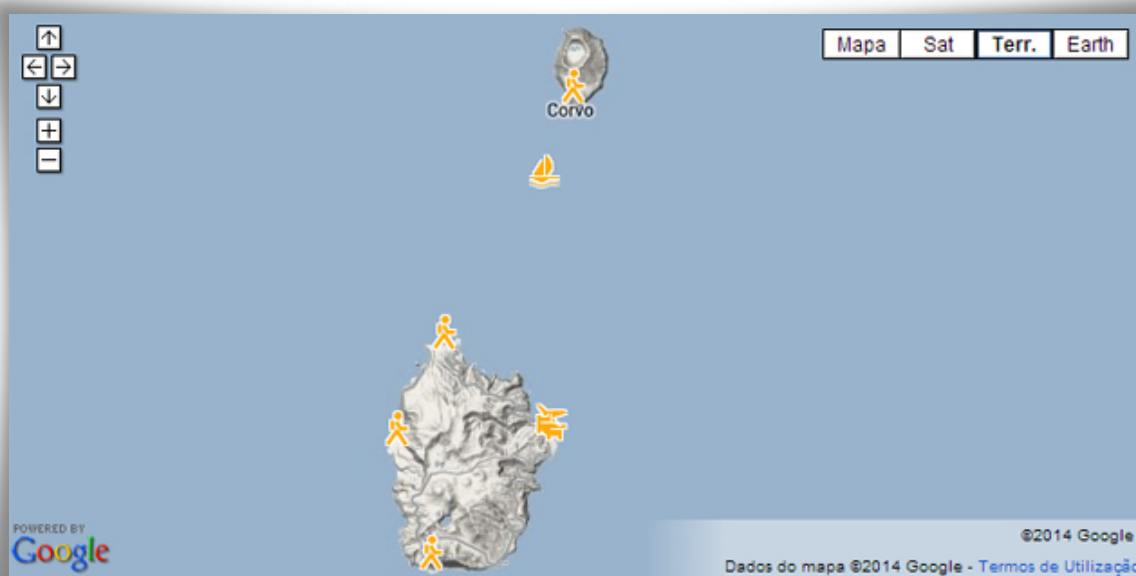 Mapa Sat Terr. Earth
Corvo
POWERED BY
Google
©2014 Google
Dados do mapa ©2014 Google - Termos de Utilização